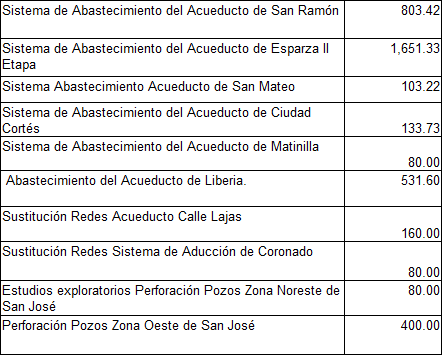 Sistema de Abastecimiento del Acueducto de San Ramón 803.42
Sistema de Abastecimiento del Acueducto de Esparza II 1,651.33
Etapa
Sistema Abastecimiento Acueducto de San Mateo 103.22
Sistema de Abastecimiento del Acueducto de Ciudad
Cortés 133.73
Sistema de Abastecimiento del Acueducto de Matinilla
80.00
Abastecimiento del Acueducto de Liberia. 531.60
Sustitución Redes Acueducto Calle Lajas
160.00
Sustitución Redes Sistema de Aducción de Coronado
80.00
Estudios exploratorios Perforación Pozos Zona Noreste de 80.00
San José
Perforación Pozos Zona Oeste de San José 400.00